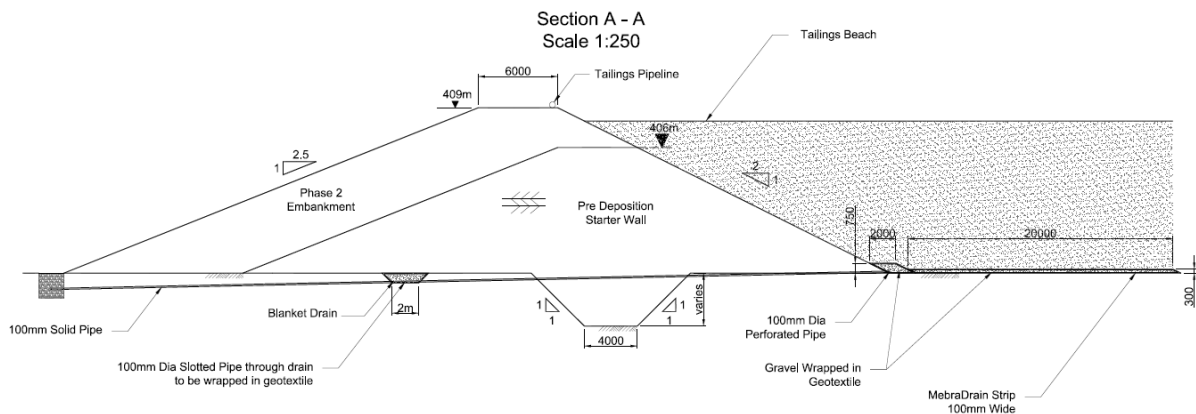 Section A - A
Scale 1:250
Tailings Beach
6000
Tailings Pipeline
409m
406m
2.5
1
2
1
Phase 2
Embankment
Pre Deposition
Starter Wall
750
2000
20000
300
100mm Solid Pipe
Blanket Drain
2m
1
1
1
1
varies
4000
100mm Dia
Perforated Pipe
100mm Dia Slotted Pipe through drain
to be wrapped in geotextile
Gravel Wrapped in
Geotextile
MebraDrain Strip
100mm Wide